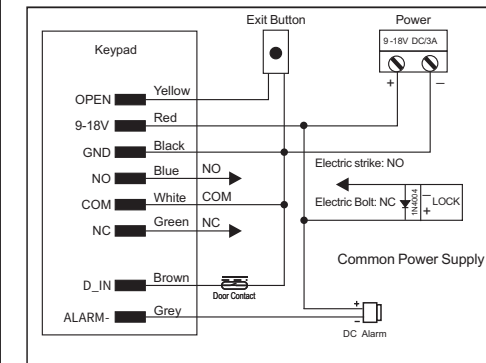 Exit Button
Power
9-18V DC/3A
+ –
Keypad
OPEN Yellow
9-18V Red
GND Black
NO Blue NO
COM White COM
NC Green NC
D_IN Brown
ALARM- Grey
Door Contact
Electric strike: NO
Electric Bolt: NC
1N4004
– LOCK
+
Common Power Supply
+
–
DC Alarm